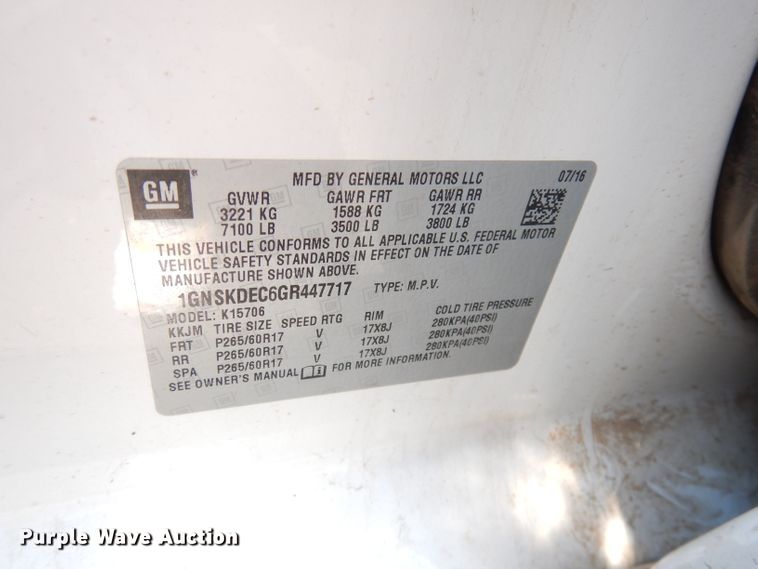 GM
MFD BY GENERAL MOTORS LLC 07/16
GVWR GAWR FRT GAWR RR
3221 KG 1588 KG 1724 KG
7100 LB 3500 LB 3800 LB
THIS VEHICLE CONFORMS TO ALL APPLICABLE U.S. FEDERAL MOTOR
VEHICLE SAFETY STANDARDS IN EFFECT ON THE DATE OF
MANUFACTURE SHOWN ABOVE.
1GNSKDEC6GR447717 TYPE: M.P.V.
MODEL: K15706
KKJM TIRE SIZE SPEED RTG RIM COLD TIRE PRESSURE
FRT P265/60R17 V 17X8J 280KPA(40PSI)
RR P265/60R17 V 17X8J 280KPA(40PSI)
SPA P265/60R17 V 17X8J 280KPA(40PSI)
SEE OWNER'S MANUAL FOR MORE INFORMATION.
Purple Wave Auction